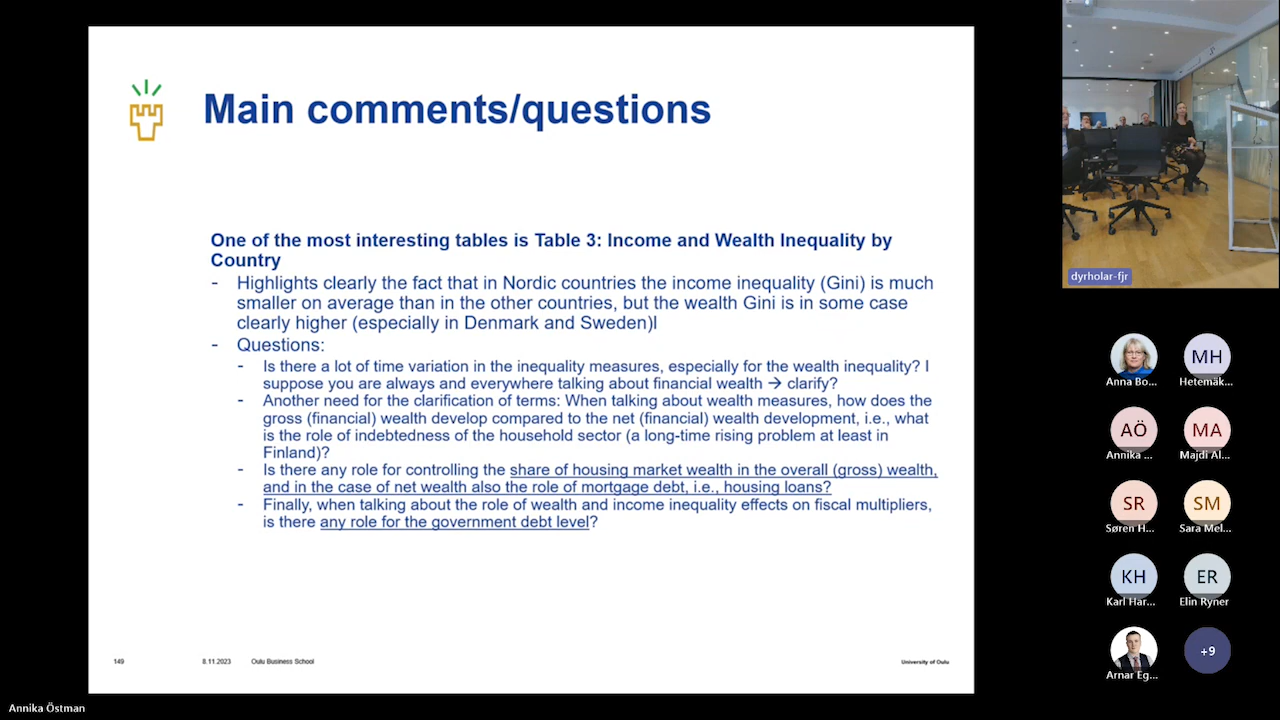 Main comments/questions
One of the most interesting tables is Table 3: Income and Wealth Inequality by
Country
- Highlights clearly the fact that in Nordic countries the income inequality (Gini) is much
smaller on average than in the other countries, but the wealth Gini is in some case
clearly higher (especially in Denmark and Sweden)l
- Questions:
- Is there a lot of time variation in the inequality measures, especially for the wealth inequality? I
suppose you are always and everywhere talking about financial wealth → clarify?
- Another need for the clarification of terms: When talking about wealth measures, how does the
gross (financial) wealth develop compared to the net (financial) wealth development, i.e., what
is the role of indebtedness of the household sector (a long-time rising problem at least in
Finland)?
- Is there any role for controlling the share of housing market wealth in the overall (gross) wealth,
and in the case of net wealth also the role of mortgage debt, i.e., housing loans?
- Finally, when talking about the role of wealth and income inequality effects on fiscal multipliers,
is there any role for the government debt level?
149 8.11.2023 Oulu Business School University of Oulu
Annika Östman
dyrholar-fjr
Anna Bo...
MH
Hetemäk...
AÖ
Annika ...
MA
Majdi Al...
SR
Søren H...
SM
Sara Mel...
KH
Karl Har...
ER
Elin Ryner
Arnar Eg...
+9